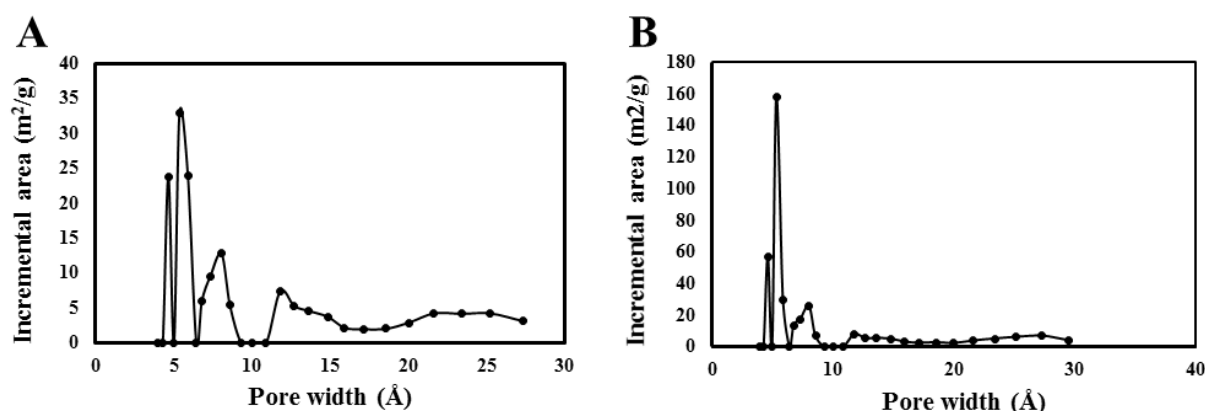 A
Incremental area (m²/g)
40
35
30
25
20
15
10
5
0
0 5 10 15 20 25 30
Pore width (Å)
B
Incremental area (m2/g)
180
160
140
120
100
80
60
40
20
0
0 10 20 30 40
Pore width (Å)